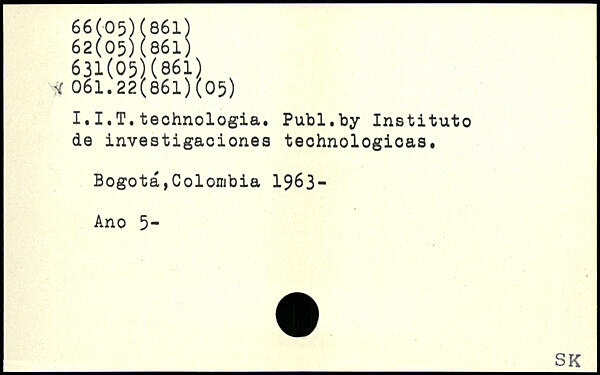 66(05)(861)
62(05)(861)
631(05)(861)
061.22(861)(05)
I.I.T.technologia. Publ.by Instituto
de investigaciones technologicas.
Bogotá,Colombia 1963-
Ano 5-
SK